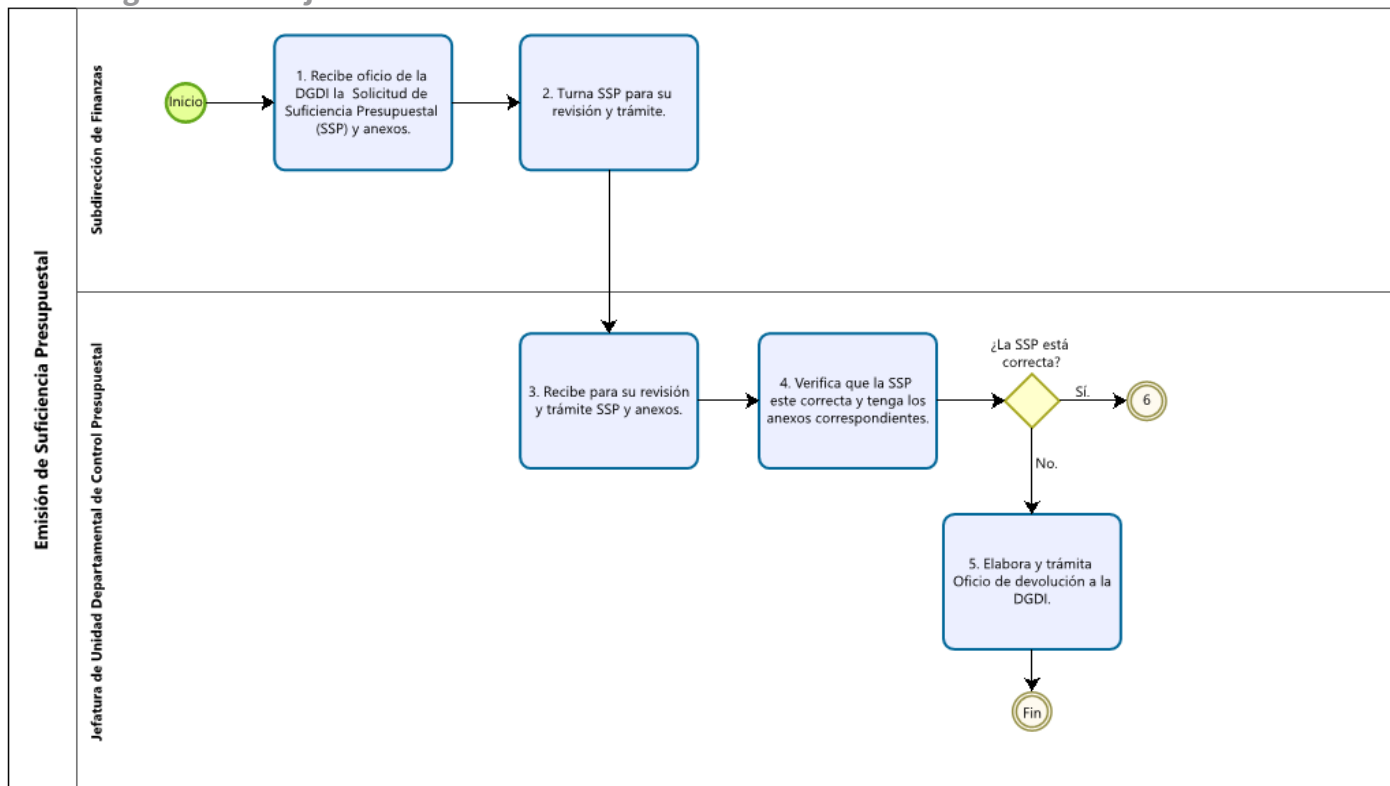 Emisión de Suficiencia Presupuestal
Subdirección de Finanzas
Inicio
1. Recibe oficio de la
DGDI la Solicitud de
Suficiencia Presupuestal
(SSP) y anexos.
2. Turna SSP para su
revisión y trámite.
Jefatura de Unidad Departamental de Control Presupuestal
3. Recibe para su revisión
y trámite SSP y anexos.
4. Verifica que la SSP
este correcta y tenga los
anexos correspondientes.
¿La SSP está
correcta?
Sí.
6
No.
5. Elabora y trámita
Oficio de devolución a la
DGDI.
Fin